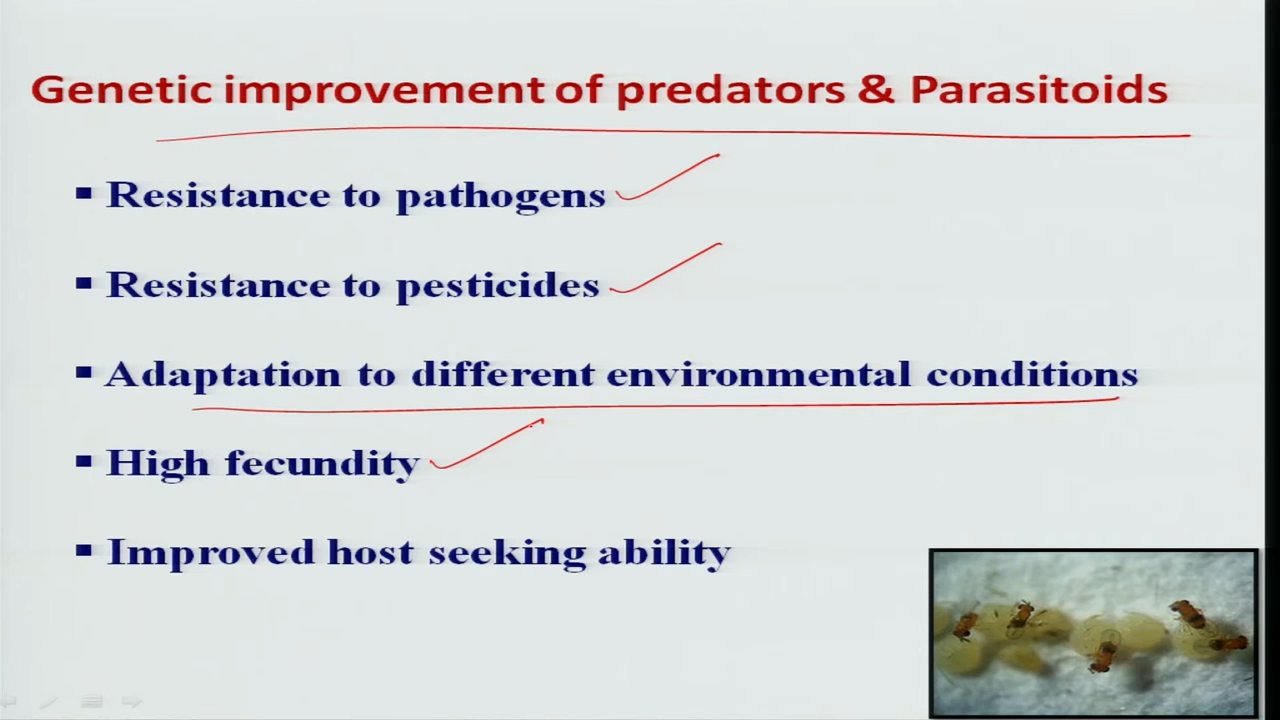 Genetic improvement of predators & Parasitoids
▪ Resistance to pathogens
▪ Resistance to pesticides
▪ Adaptation to different environmental conditions
▪ High fecundity
▪ Improved host seeking ability